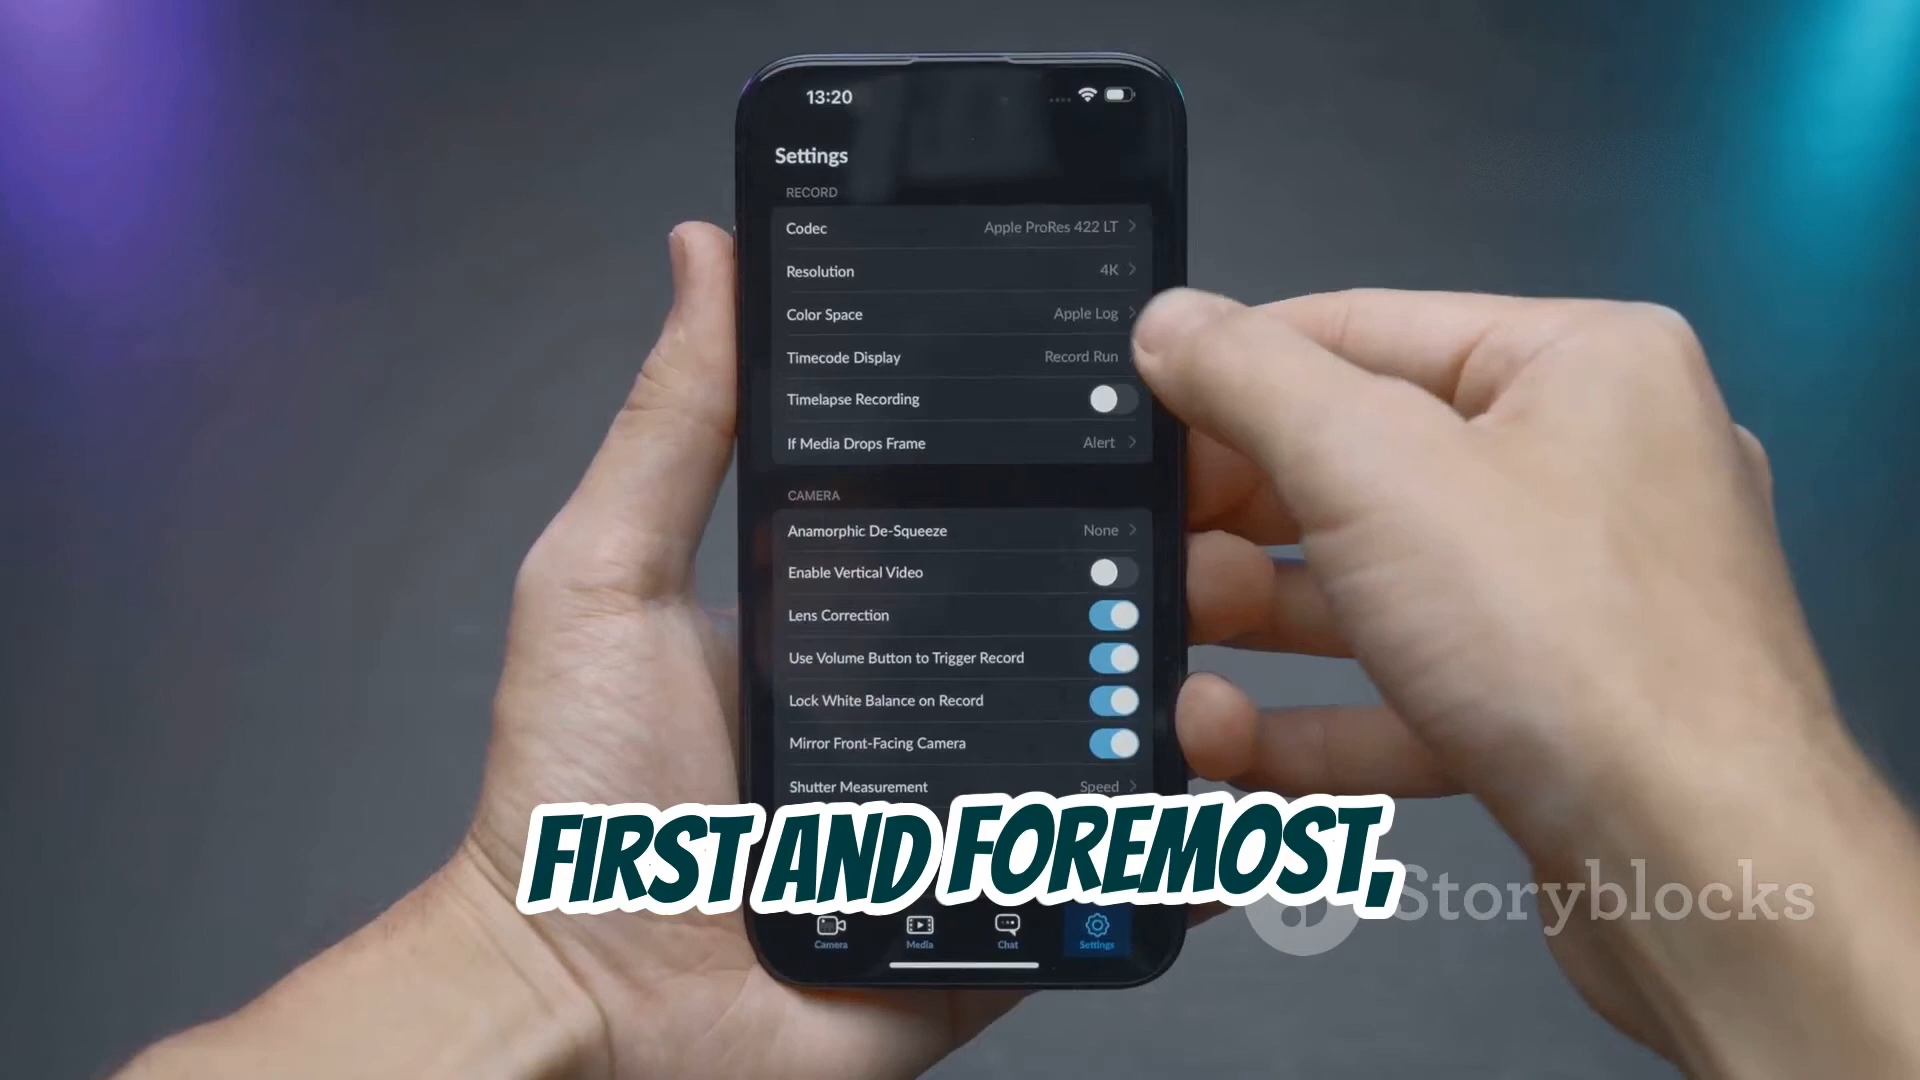 13:20
Settings
RECORD
Codec Apple ProRes 422 LT
Resolution 4K
Color Space Apple Log
Timecode Display Record Run
Timelapse Recording
If Media Drops Frame Alert
CAMERA
Anamorphic De-Squeeze None
Enable Vertical Video
Lens Correction
Use Volume Button to Trigger Record
Lock White Balance on Record
Mirror Front-Facing Camera
Shutter Measurement Speed
FIRST AND FOREMOST,
Storyblocks
Camera Media Chat Settings